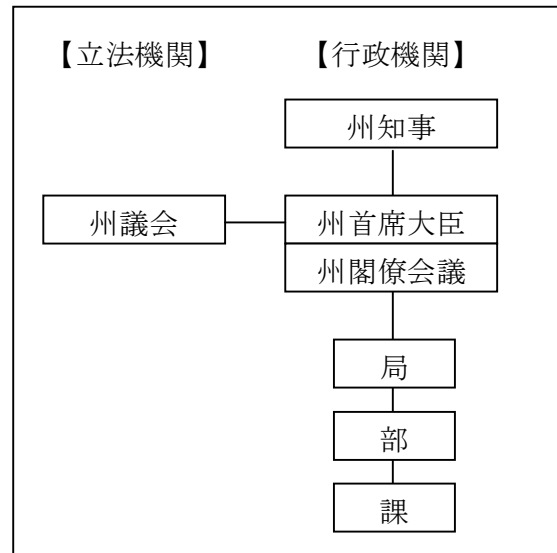 【立法機関】 【行政機関】
州知事
州議会 州首席大臣
州閣僚会議
局
部
課